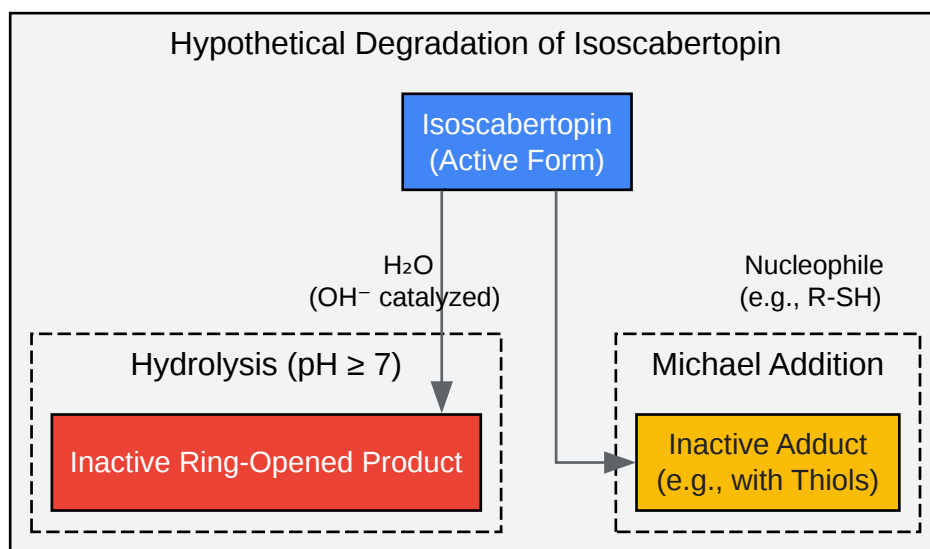 Hypothetical Degradation of Isoscabertopin
Isoscabertopin
(Active Form)
H₂O
(OH⁻ catalyzed)
Nucleophile
(e.g., R-SH)
Hydrolysis (pH ≥ 7)
Inactive Ring-Opened Product
Michael Addition
Inactive Adduct
(e.g., with Thiols)